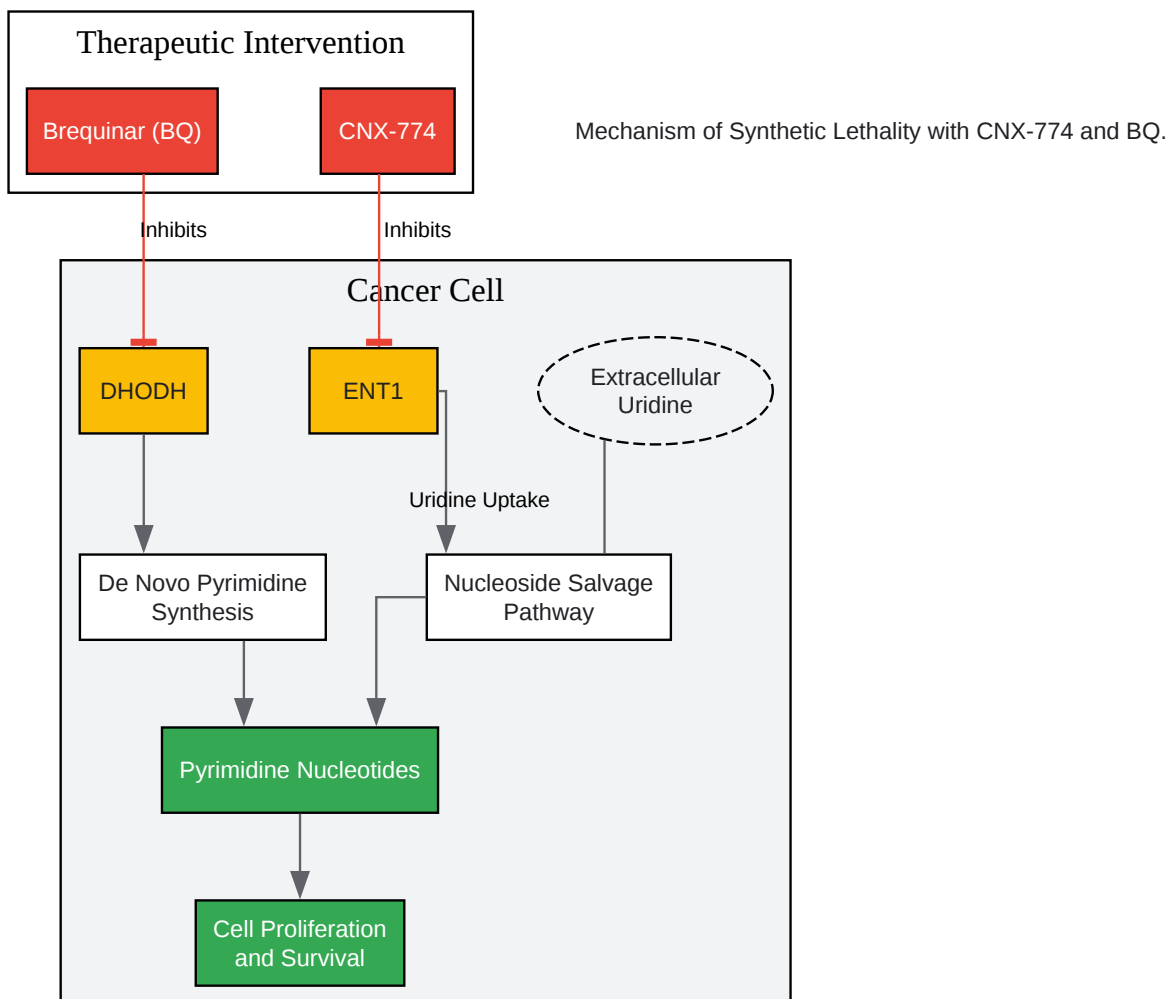 Therapeutic Intervention
Brequinar (BQ)
CNX-774
Mechanism of Synthetic Lethality with CNX-774 and BQ.
Inhibits
Inhibits
Cancer Cell
DHODH
ENT1
Extracellular
Uridine
Uridine Uptake
De Novo Pyrimidine
Synthesis
Nucleoside Salvage
Pathway
Pyrimidine Nucleotides
Cell Proliferation
and Survival